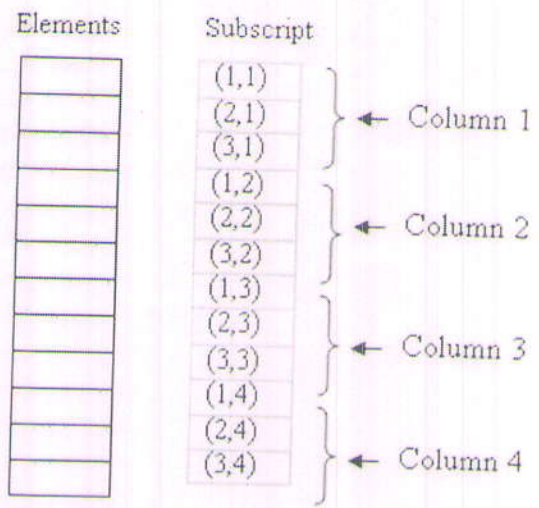 Elements Subscript
(1,1)
(2,1) Column 1
(3,1)
(1,2)
(2,2) Column 2
(3,2)
(1,3)
(2,3)
(3,3) Column 3
(1,4)
(2,4)
(3,4) Column 4